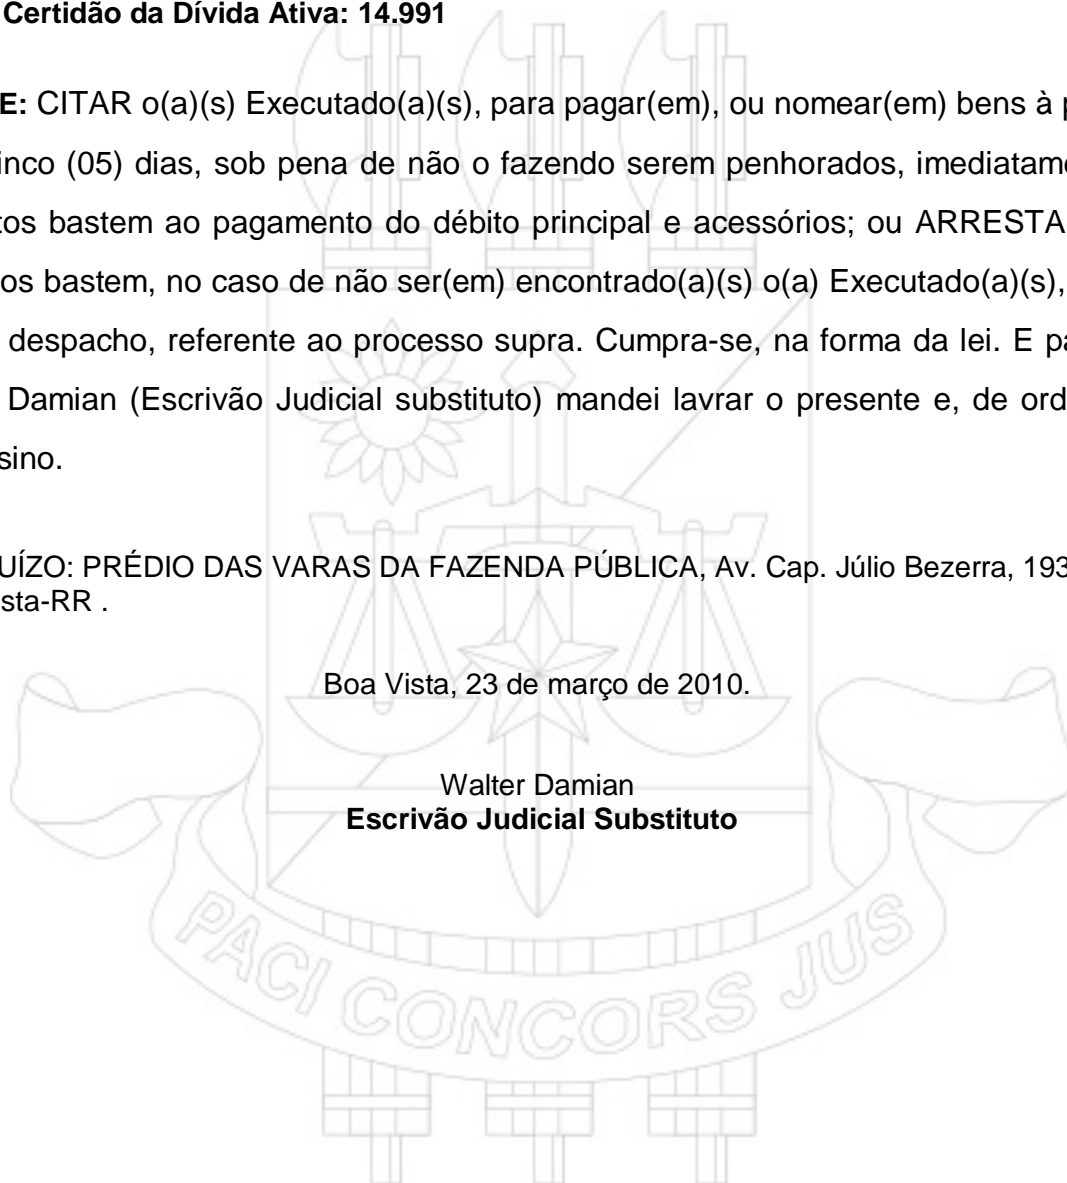 Certidão da Dívida Ativa: 14.991
E: CITAR o(a)(s) Executado(a)(s), para pagar(em), ou nomear(em) bens à p
inco (05) dias, sob pena de não o fazendo serem penhorados, imediatame
tos bastem ao pagamento do débito principal e acessórios; ou ARRESTA
os bastem, no caso de não ser(em) encontrado(a)(s) o(a) Executado(a)(s),
despacho, referente ao processo supra. Cumpra-se, na forma da lei. E pa
Damian (Escrivão Judicial substituto) mandei lavrar o presente e, de ord
sino.
UÍZO: PRÉDIO DAS VARAS DA FAZENDA PÚBLICA, Av. Cap. Júlio Bezerra, 193
sta-RR .
Boa Vista, 23 de março de 2010.
Walter Damian
Escrivão Judicial Substituto
PACI CONCORS JUS